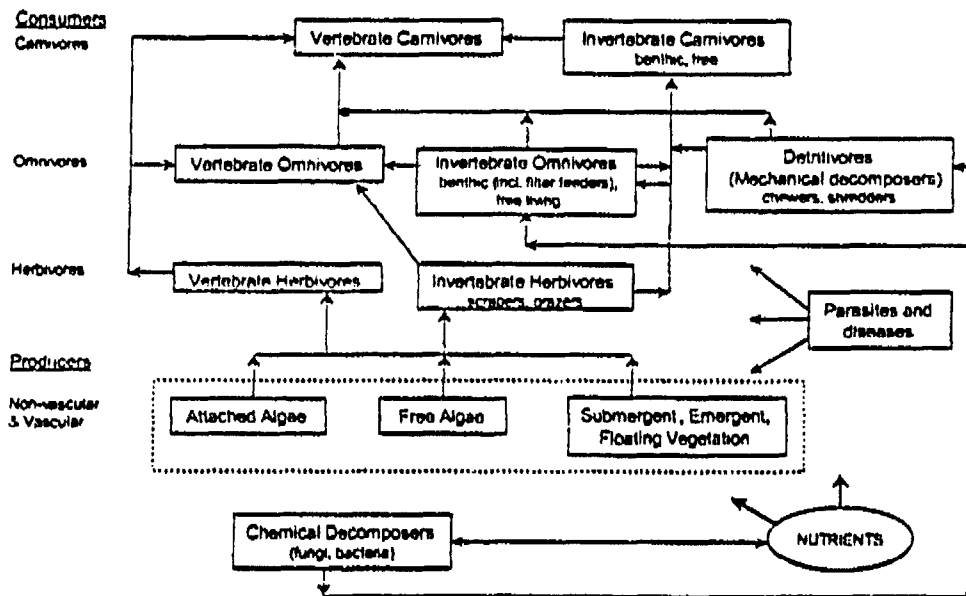 Consumers
Carnivores
Vertebrate Carnivores
Invertebrate Carnivores
benthic, free
Omnivores
Vertebrate Omnivores
Invertebrate Omnivores
benthic (incl. filter feeders),
free living
Detritivores
(Mechanical decomposers)
chewers, shredders
Herbivores
Vertebrate Herbivores
Invertebrate Herbivores
scrapers, grazers
Parasites and
diseases
Producers
Non-vascular
& Vascular
Attached Algae
Free Algae
Submergent, Emergent,
Floating Vegetation
Chemical Decomposers
(fungi, bacteria)
NUTRIENTS